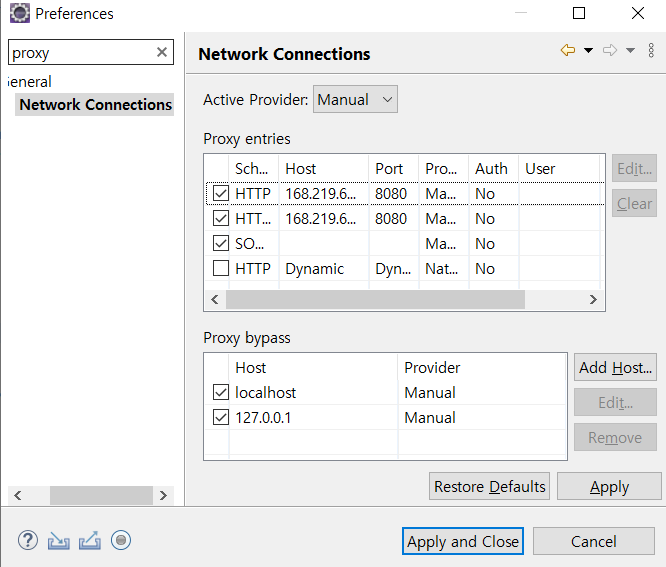 Preferences
proxy
General
Network Connections
Network Connections
Active Provider: Manual
Proxy entries
Sch... Host Port Pro... Auth User
HTTP 168.219.6... 8080 Ma... No
HTT... 168.219.6... 8080 Ma... No
SO... Ma... No
HTTP Dynamic Dyn... Nat... No
Edit...
Clear
Proxy bypass
Host Provider
localhost Manual
127.0.0.1 Manual
Add Host...
Edit...
Remove
Restore Defaults Apply
Apply and Close Cancel